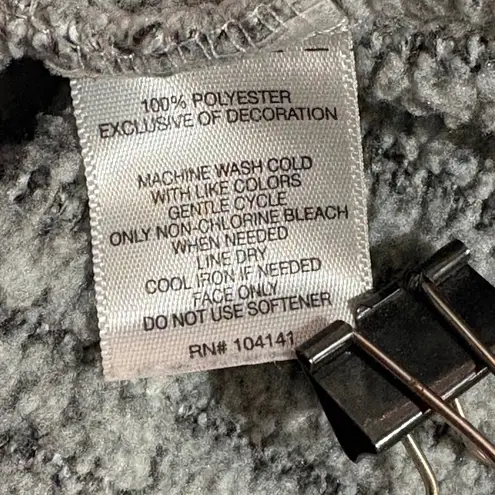 100% POLYESTER
EXCLUSIVE OF DECORATION
MACHINE WASH COLD
WITH LIKE COLORS
GENTLE CYCLE
ONLY NON-CHLORINE BLEACH
WHEN NEEDED
LINE DRY
COOL IRON IF NEEDED
FACE ONLY
DO NOT USE SOFTENER
RN# 104141